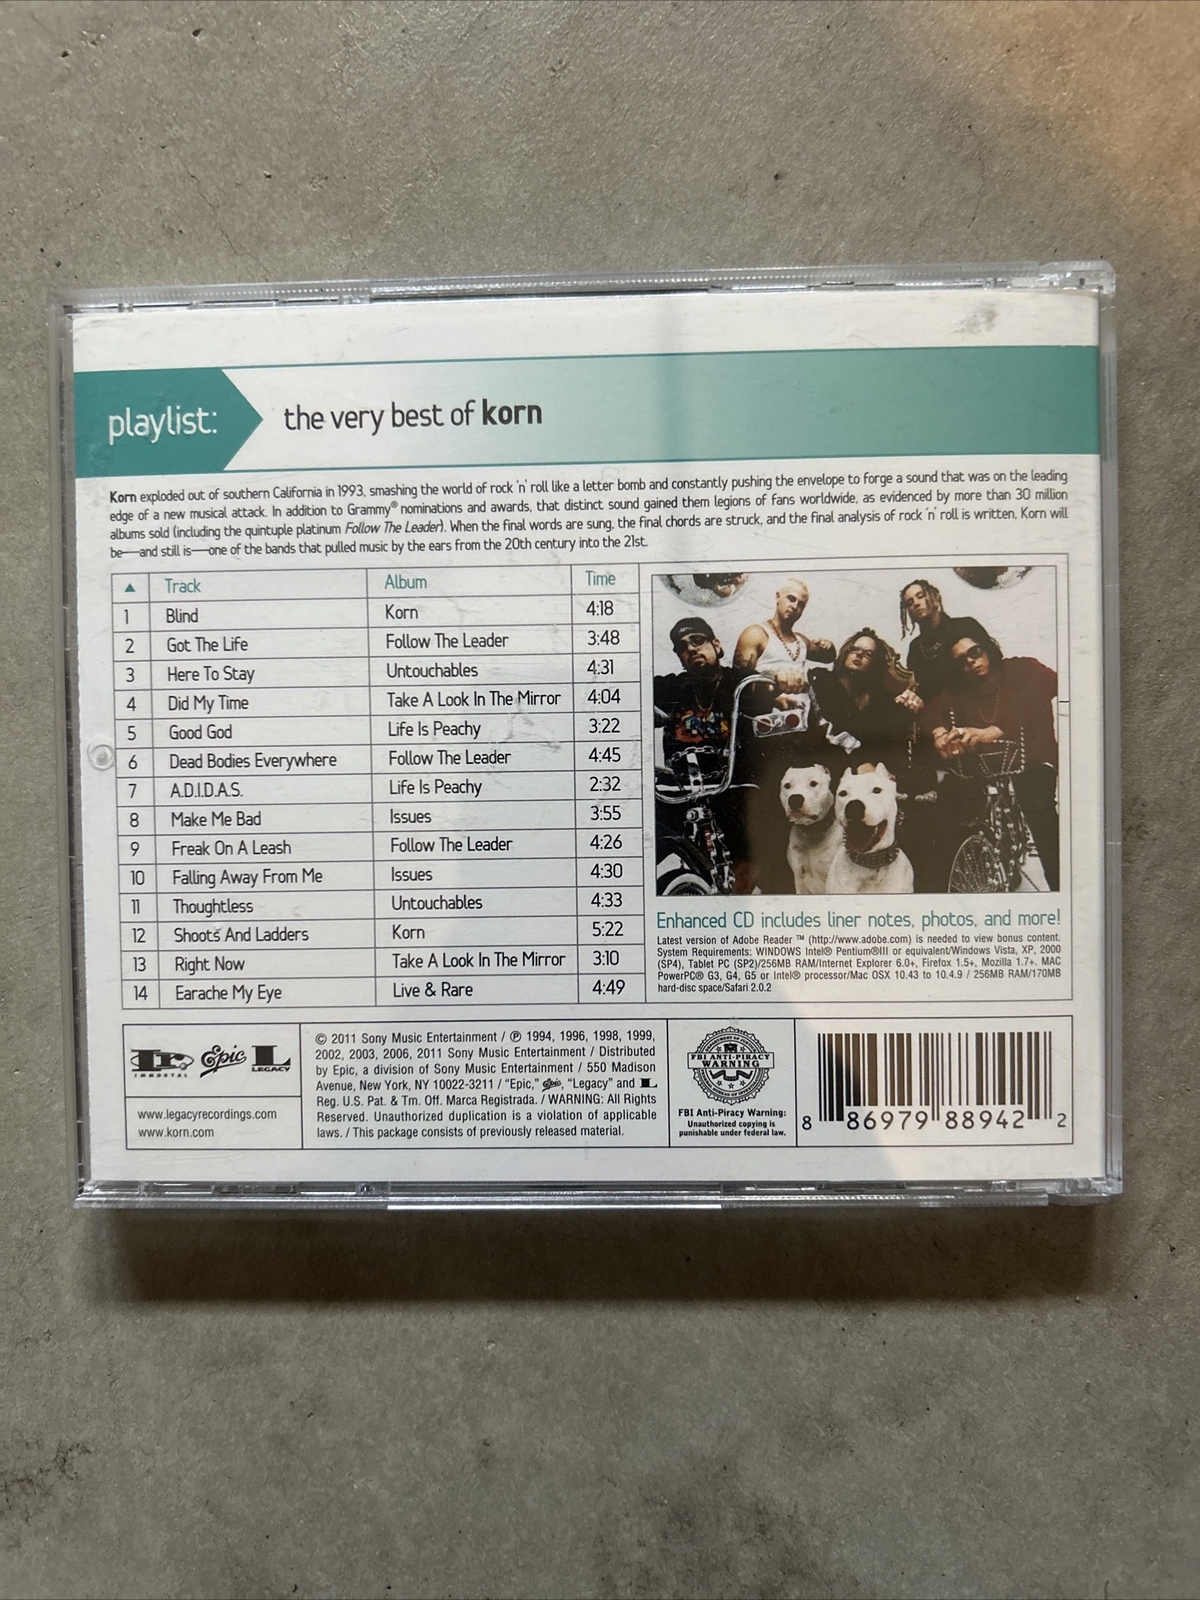 playlist: the very best of korn
Korn exploded out of southern California in 1993, smashing the world of rock 'n' roll like a letter bomb and constantly pushing the envelope to forge a sound that was on the leading
edge of a new musical attack. In addition to Grammy® nominations and awards, that distinct sound gained them legions of fans worldwide, as evidenced by more than 30 million
albums sold (including the quintuple platinum Follow The Leader). When the final words are sung, the final chords are struck, and the final analysis of rock 'n' roll is written, Korn will
be—and still is—one of the bands that pulled music by the ears from the 20th century into the 21st.
▲ Track Album Time
1 Blind Korn 4:18
2 Got The Life Follow The Leader 3:48
3 Here To Stay Untouchables 4:31
4 Did My Time Take A Look In The Mirror 4:04
5 Good God Life Is Peachy 3:22
6 Dead Bodies Everywhere Follow The Leader 4:45
7 A.D.I.D.A.S. Life Is Peachy 2:32
8 Make Me Bad Issues 3:55
9 Freak On A Leash Follow The Leader 4:26
10 Falling Away From Me Issues 4:30
11 Thoughtless Untouchables 4:33
12 Shoots And Ladders Korn 5:22
13 Right Now Take A Look In The Mirror 3:10
14 Earache My Eye Live & Rare 4:49
Enhanced CD includes liner notes, photos, and more!
Latest version of Adobe Reader ™ (http://www.adobe.com) is needed to view bonus content.
System Requirements: WINDOWS Intel® Pentium®III or equivalent/Windows Vista, XP, 2000
(SP4), Tablet PC (SP2)/256MB RAM/Internet Explorer 6.0+, Firefox 1.5+, Mozilla 1.7+. MAC
PowerPC® G3, G4, G5 or Intel® processor/Mac OSX 10.43 to 10.4.9 / 256MB RAM/170MB
hard-disc space/Safari 2.0.2
IMMORTAL Epic L LEGACY
www.legacyrecordings.com
www.korn.com
© 2011 Sony Music Entertainment / ℗ 1994, 1996, 1998, 1999,
2002, 2003, 2006, 2011 Sony Music Entertainment / Distributed
by Epic, a division of Sony Music Entertainment / 550 Madison
Avenue, New York, NY 10022-3211 / "Epic," Epic, "Legacy" and L
Reg. U.S. Pat. & Tm. Off. Marca Registrada. / WARNING: All Rights
Reserved. Unauthorized duplication is a violation of applicable
laws. / This package consists of previously released material.
FBI ANTI-PIRACY
WARNING
FBI Anti-Piracy Warning:
Unauthorized copying is
punishable under federal law.
8 86979 88942 2